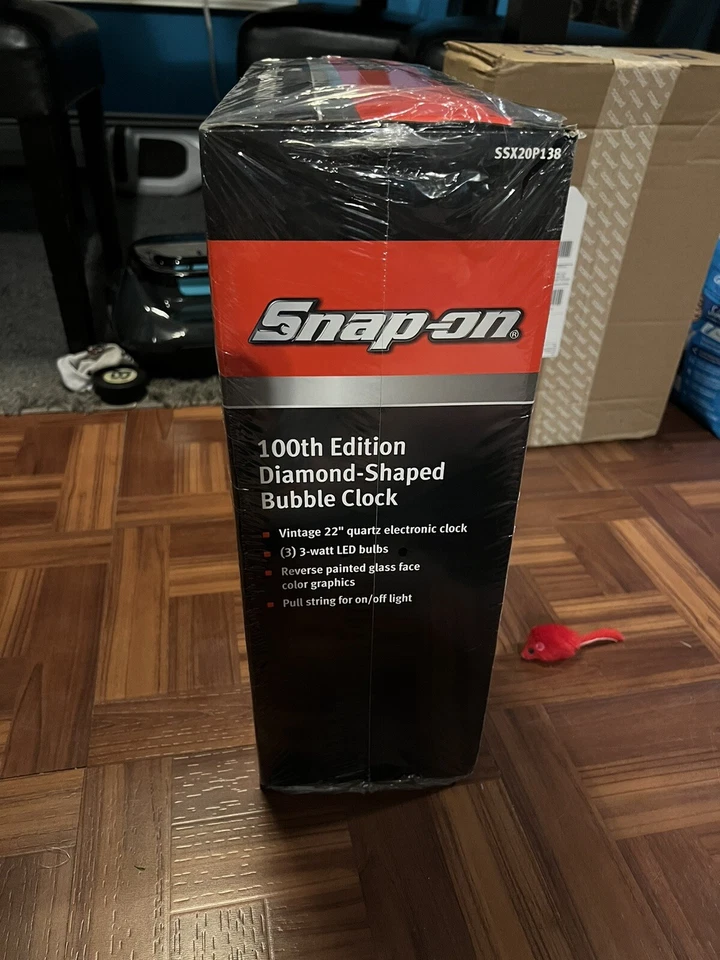 SSX20P138
Snap-on®
100th Edition
Diamond-Shaped
Bubble Clock
Vintage 22" quartz electronic clock
(3) 3-watt LED bulbs
Reverse painted glass face
color graphics
Pull string for on/off light